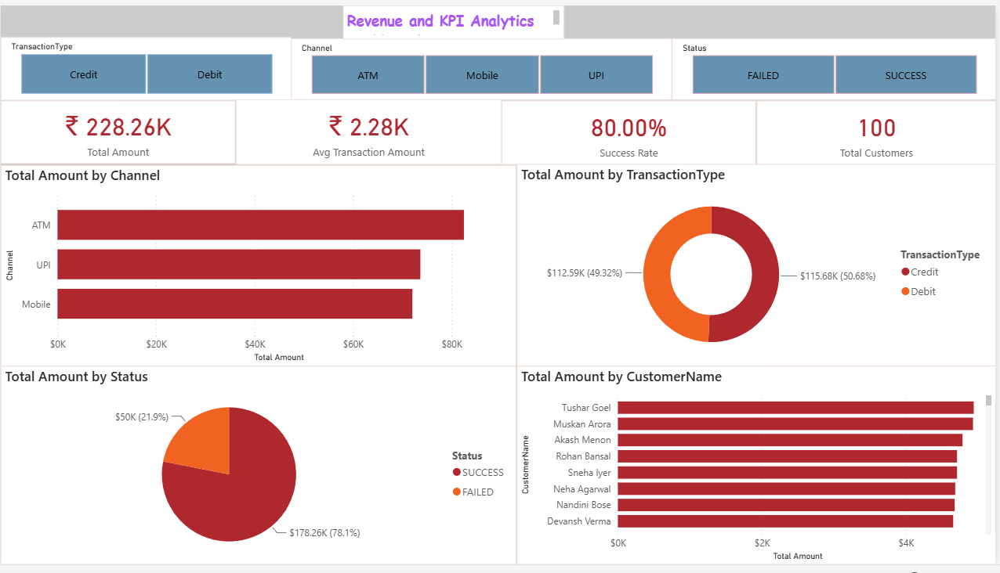 Revenue and KPI Analytics
TransactionType
Credit
Debit
Channel
ATM
Mobile
UPI
Status
FAILED
SUCCESS
₹ 228.26K
Total Amount
₹ 2.28K
Avg Transaction Amount
80.00%
Success Rate
100
Total Customers
Total Amount by Channel
Channel
ATM
UPI
Mobile
$0K
$20K
$40K
$60K
$80K
Total Amount
Total Amount by TransactionType
$112.59K (49.32%)
$115.68K (50.68%)
TransactionType
Credit
Debit
Total Amount by Status
$50K (21.9%)
$178.26K (78.1%)
Status
SUCCESS
FAILED
Total Amount by CustomerName
CustomerName
Tushar Goel
Muskan Arora
Akash Menon
Rohan Bansal
Sneha Iyer
Neha Agarwal
Nandini Bose
Devansh Verma
$0K
$2K
$4K
Total Amount